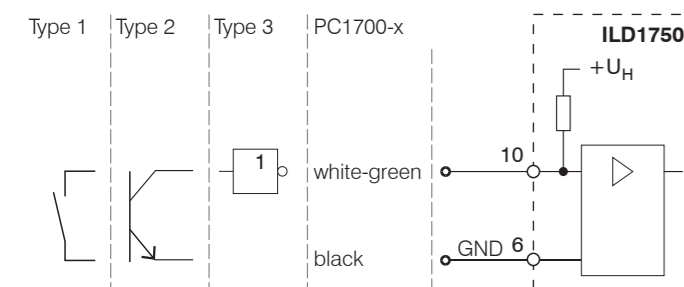 Type 1 Type 2 Type 3 PC1700-x ILD1750
+UH
1 white-green 10
black GND 6